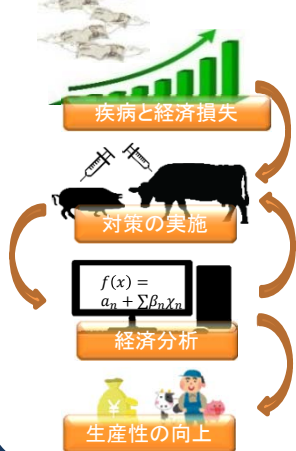 疾病と経済損失
対策の実施
f(x) =
aₙ + ∑βₙχₙ
経済分析
¥
生産性の向上